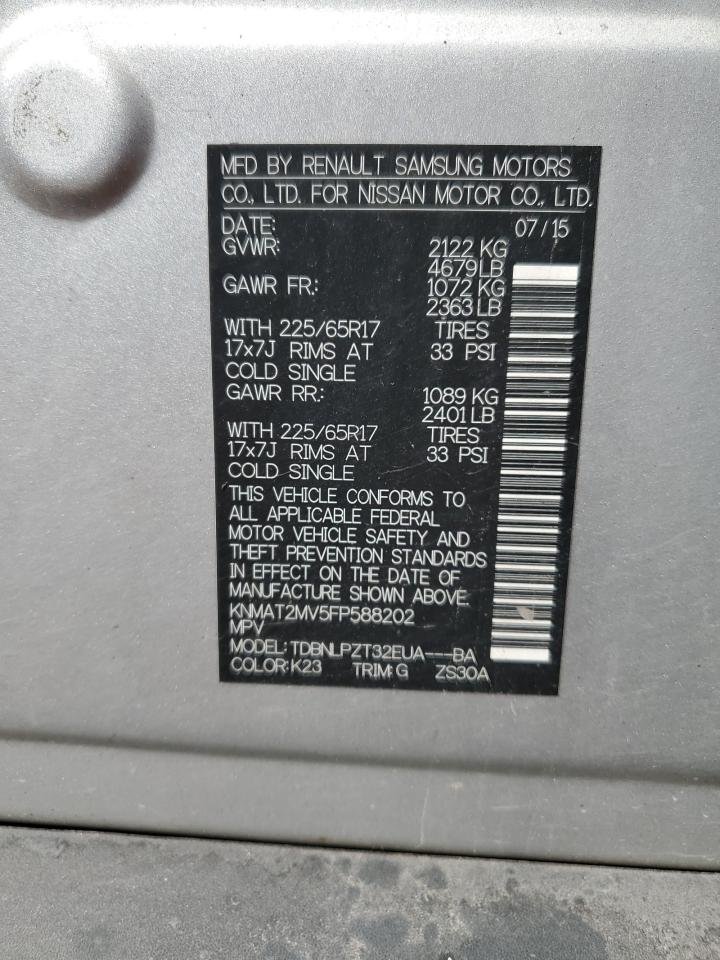 MFD BY RENAULT SAMSUNG MOTORS
CO., LTD. FOR NISSAN MOTOR CO., LTD.
DATE: 07/15
GVWR: 2122 KG
4679LB
GAWR FR.: 1072 KG
2363 LB
WITH 225/65R17 TIRES
17x7J RIMS AT 33 PSI
COLD SINGLE
GAWR RR.: 1089 KG
2401 LB
WITH 225/65R17 TIRES
17x7J RIMS AT 33 PSI
COLD SINGLE
THIS VEHICLE CONFORMS TO
ALL APPLICABLE FEDERAL
MOTOR VEHICLE SAFETY AND
THEFT PREVENTION STANDARDS
IN EFFECT ON THE DATE OF
MANUFACTURE SHOWN ABOVE.
KNMAT2MV5FP588202
MPV
MODEL:TDBNLPZT32EUA---BA
COLOR:K23 TRIM:G ZS30A